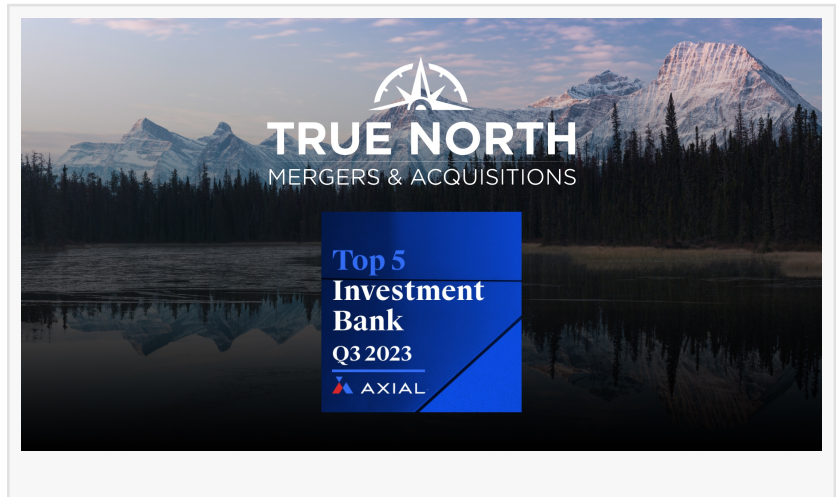 TRUE NORTH
MERGERS & ACQUISITIONS
Top 5
Investment
Bank
Q3 2023
AXIAL